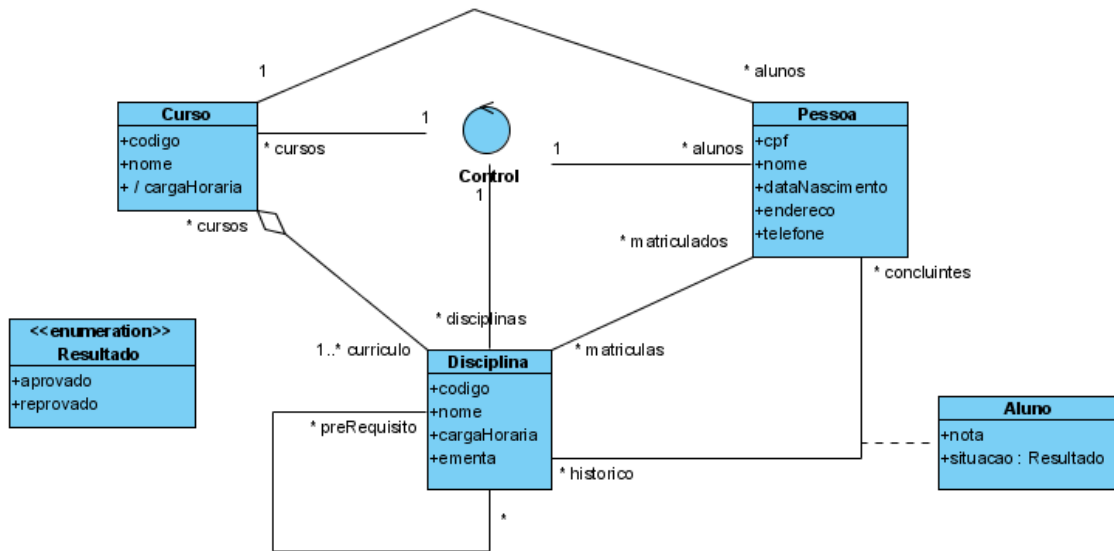 1
* alunos
Curso
+codigo
+nome
+ / cargaHoraria
1
* cursos
Control
1
1
* alunos
Pessoa
+cpf
+nome
+dataNascimento
+endereco
+telefone
* cursos
* matriculados
* concluintes
<<enumeration>>
Resultado
+aprovado
+reprovado
* disciplinas
1..* curriculo
* matriculas
Disciplina
+codigo
+nome
+cargaHoraria
+ementa
* preRequisito
* historico
*
Aluno
+nota
+situacao : Resultado